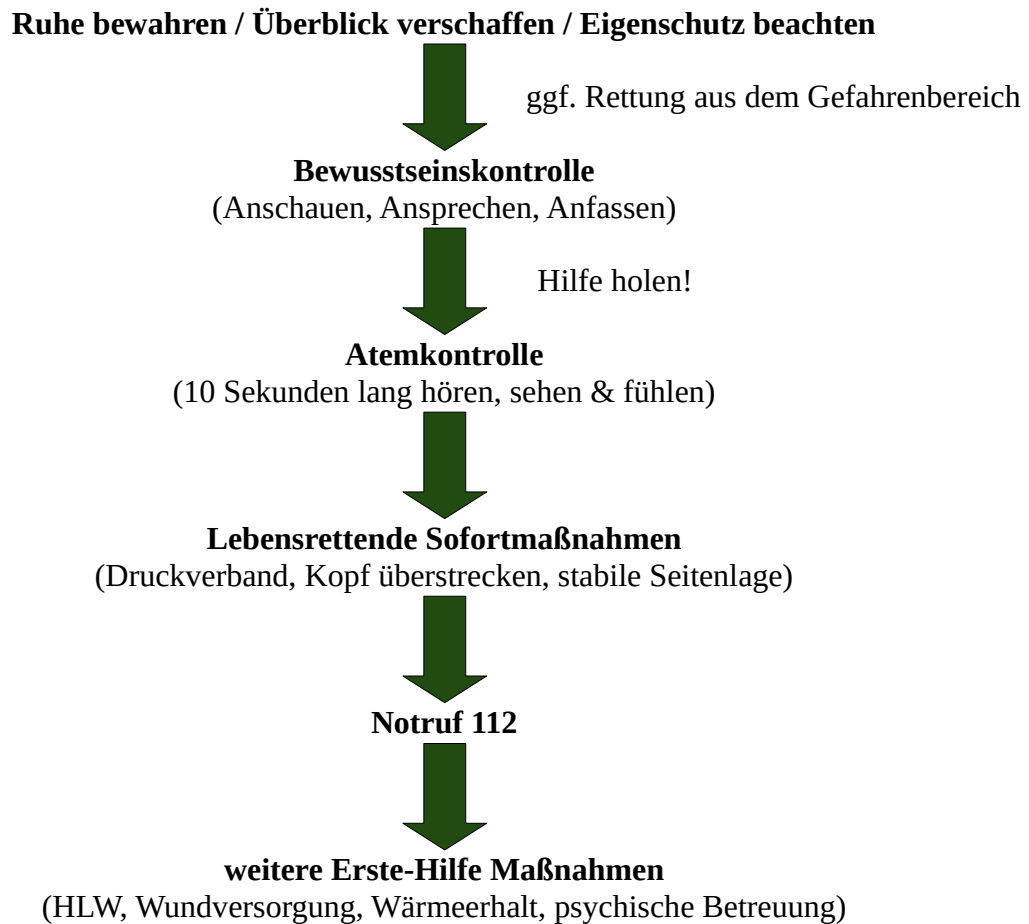 Ruhe bewahren / Überblick verschaffen / Eigenschutz beachten
ggf. Rettung aus dem Gefahrenbereich
Bewusstseinskontrolle
(Anschauen, Ansprechen, Anfassen)
Hilfe holen!
Atemkontrolle
(10 Sekunden lang hören, sehen & fühlen)
Lebensrettende Sofortmaßnahmen
(Druckverband, Kopf überstrecken, stabile Seitenlage)
Notruf 112
weitere Erste-Hilfe Maßnahmen
(HLW, Wundversorgung, Wärmeerhalt, psychische Betreuung)